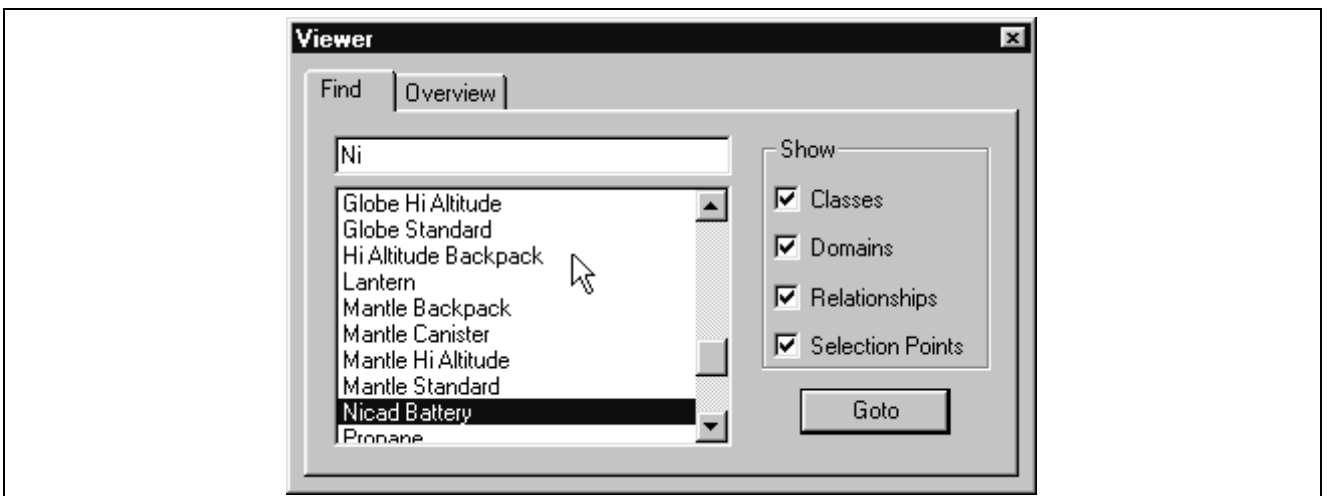 Viewer
Find
Overview
Ni
Globe Hi Altitude
Globe Standard
Hi Altitude Backpack
Lantern
Mantle Backpack
Mantle Canister
Mantle Hi Altitude
Mantle Standard
Nicad Battery
Propane
Show
Classes
Domains
Relationships
Selection Points
Goto